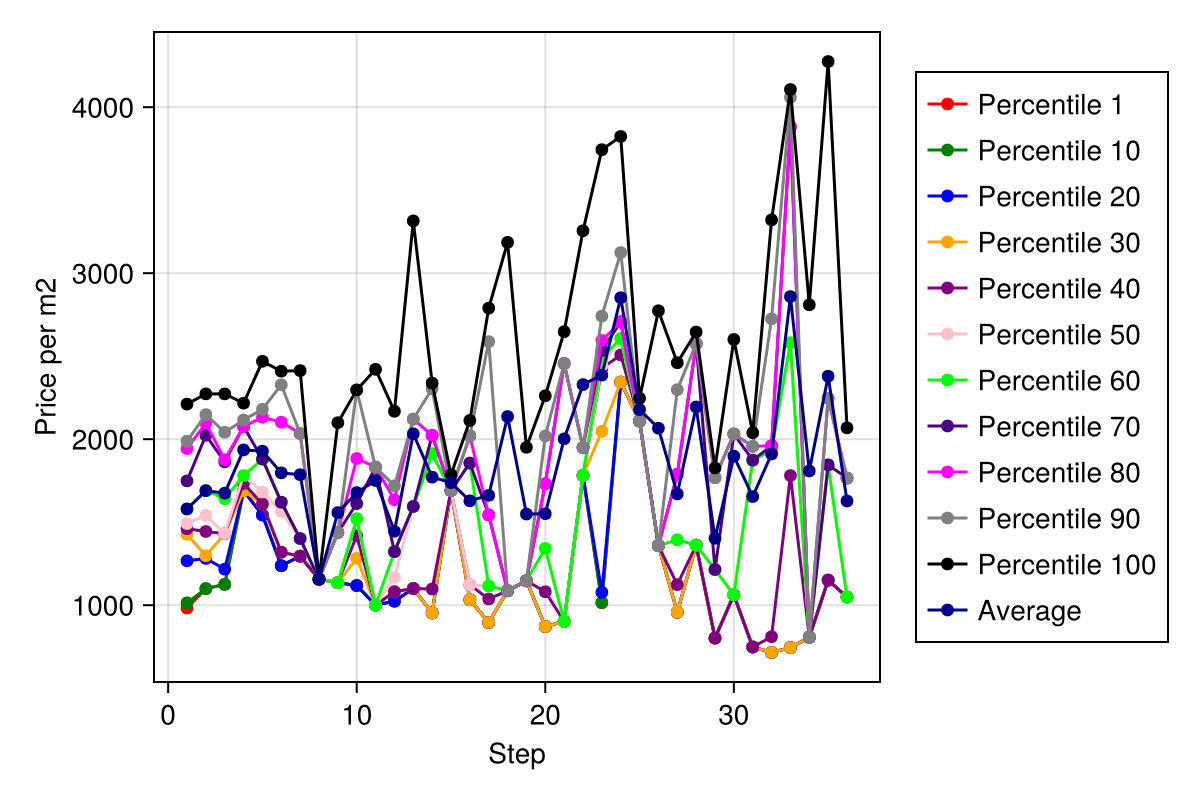 4000
3000
2000
1000
Price per m2
0
10
20
30
Step
Percentile 1
Percentile 10
Percentile 20
Percentile 30
Percentile 40
Percentile 50
Percentile 60
Percentile 70
Percentile 80
Percentile 90
Percentile 100
Average